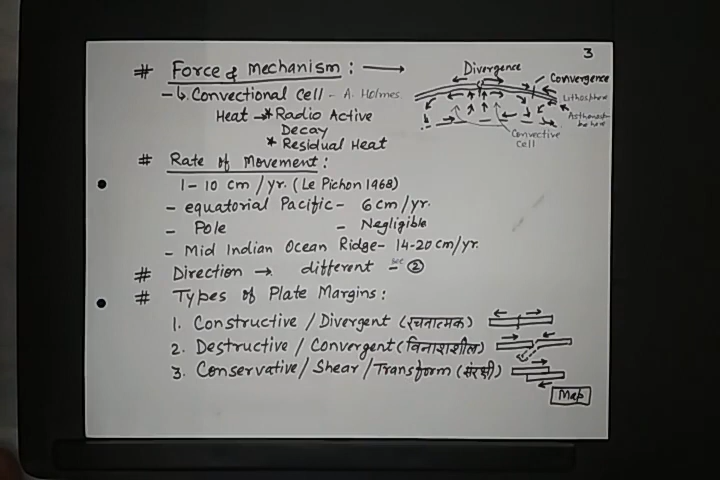 3
# Force & mechanism : →
Divergence
Convergence
- ↳ Convectional Cell - A. Holmes.
Lithosphere
Heat → * Radio Active
Decay
Convective
Cell
* Residual Heat
# Rate of Movement :
1 - 10 cm / yr. (Le Pichon 1968)
- equatorial Pacific - 6 cm / yr.
- Pole - Negligible
- Mid Indian Ocean Ridge - 14-20 cm/yr.
# Direction → different - ②
# Types of Plate Margins :
1. Constructive / Divergent (रचनात्मक)
2. Destructive / Convergent (विनाशशील)
3. Conservative / Shear / Transform (संरक्षी)
Map